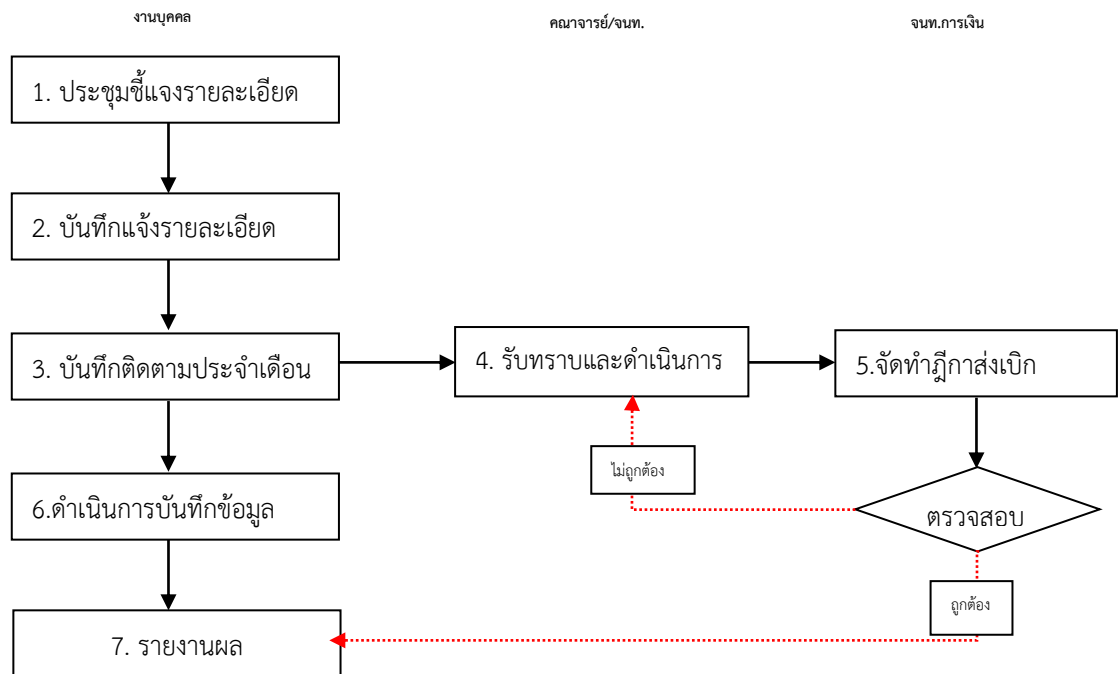 งานบุคคล
คณาจารย์/จนท.
จนท.การเงิน
1. ประชุมชี้แจงรายละเอียด
2. บันทึกแจ้งรายละเอียด
3. บันทึกติดตามประจำเดือน
4. รับทราบและดำเนินการ
5.จัดทำฎีกาส่งเบิก
ไม่ถูกต้อง
6.ดำเนินการบันทึกข้อมูล
ตรวจสอบ
ถูกต้อง
7. รายงานผล